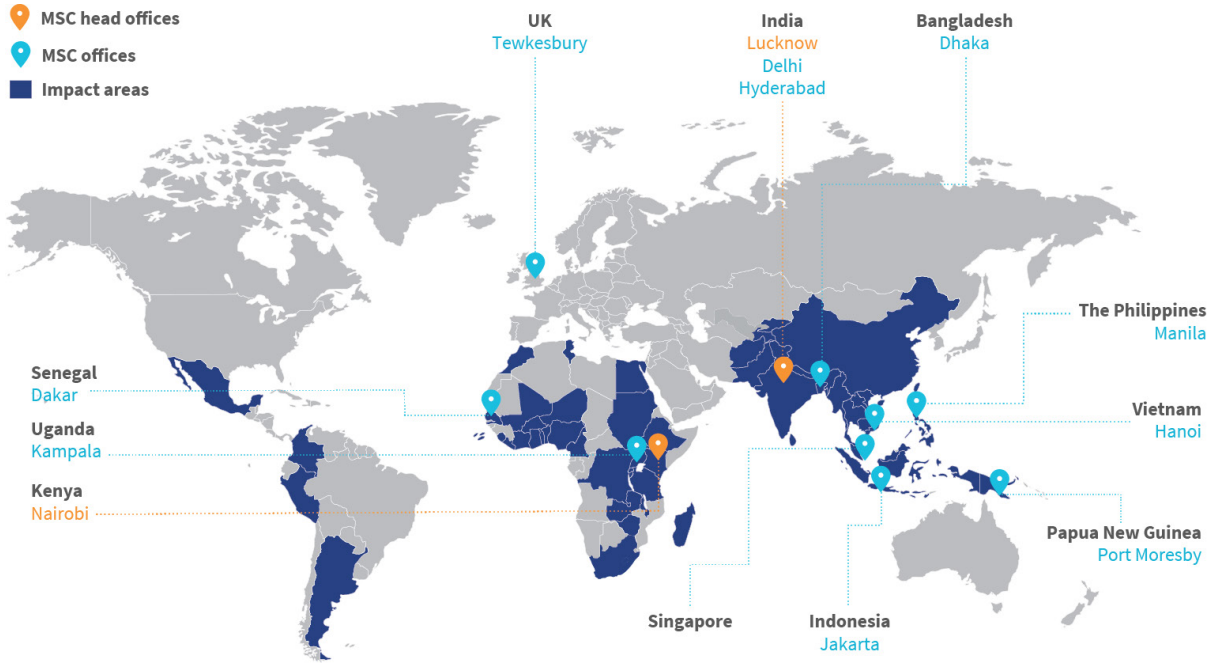 MSC head offices
MSC offices
Impact areas
UK
Tewkesbury
India
Lucknow
Delhi
Hyderabad
Bangladesh
Dhaka
The Philippines
Manila
Senegal
Dakar
Vietnam
Hanoi
Uganda
Kampala
Kenya
Nairobi
Papua New Guinea
Port Moresby
Singapore
Indonesia
Jakarta